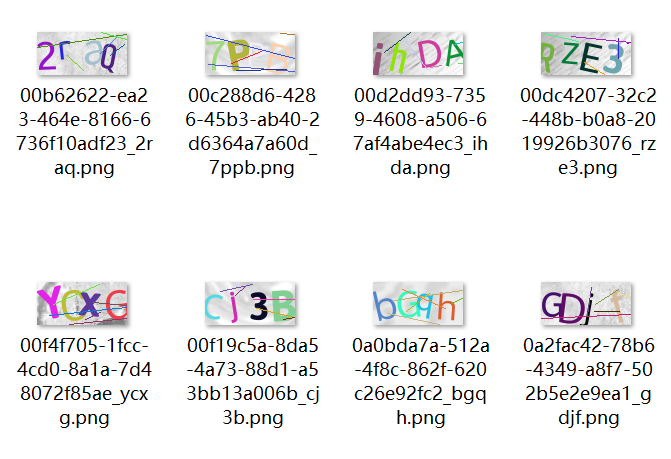 2raQ 7PPB ihDA RZE3
00b62622-ea2 00c288d6-428 00d2dd93-735 00dc4207-32c2
3-464e-8166-6 6-45b3-ab40-2 9-4608-a506-6 -448b-b0a8-20
736f10adf23_2r d6364a7a60d_ 7af4abe4ec3_ih 19926b3076_rz
aq.png 7ppb.png da.png e3.png
YCXG cj3B bGqh GDjf
00f4f705-1fcc- 00f19c5a-8da5 0a0bda7a-512a 0a2fac42-78b6
4cd0-8a1a-7d4 -4a73-88d1-a5 -4f8c-862f-620 -4349-a8f7-50
8072f85ae_ycx 3bb13a006b_cj c26e92fc2_bgq 2b5e2e9ea1_g
g.png 3b.png h.png djf.png